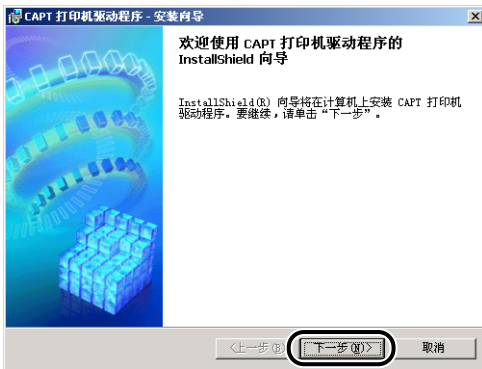 CAPT 打印机驱动程序 - 安装向导
欢迎使用 CAPT 打印机驱动程序的
InstallShield 向导
InstallShield(R) 向导将在计算机上安装 CAPT 打印机
驱动程序。要继续，请单击“下一步”。
<上一步(B) 下一步(N)> 取消